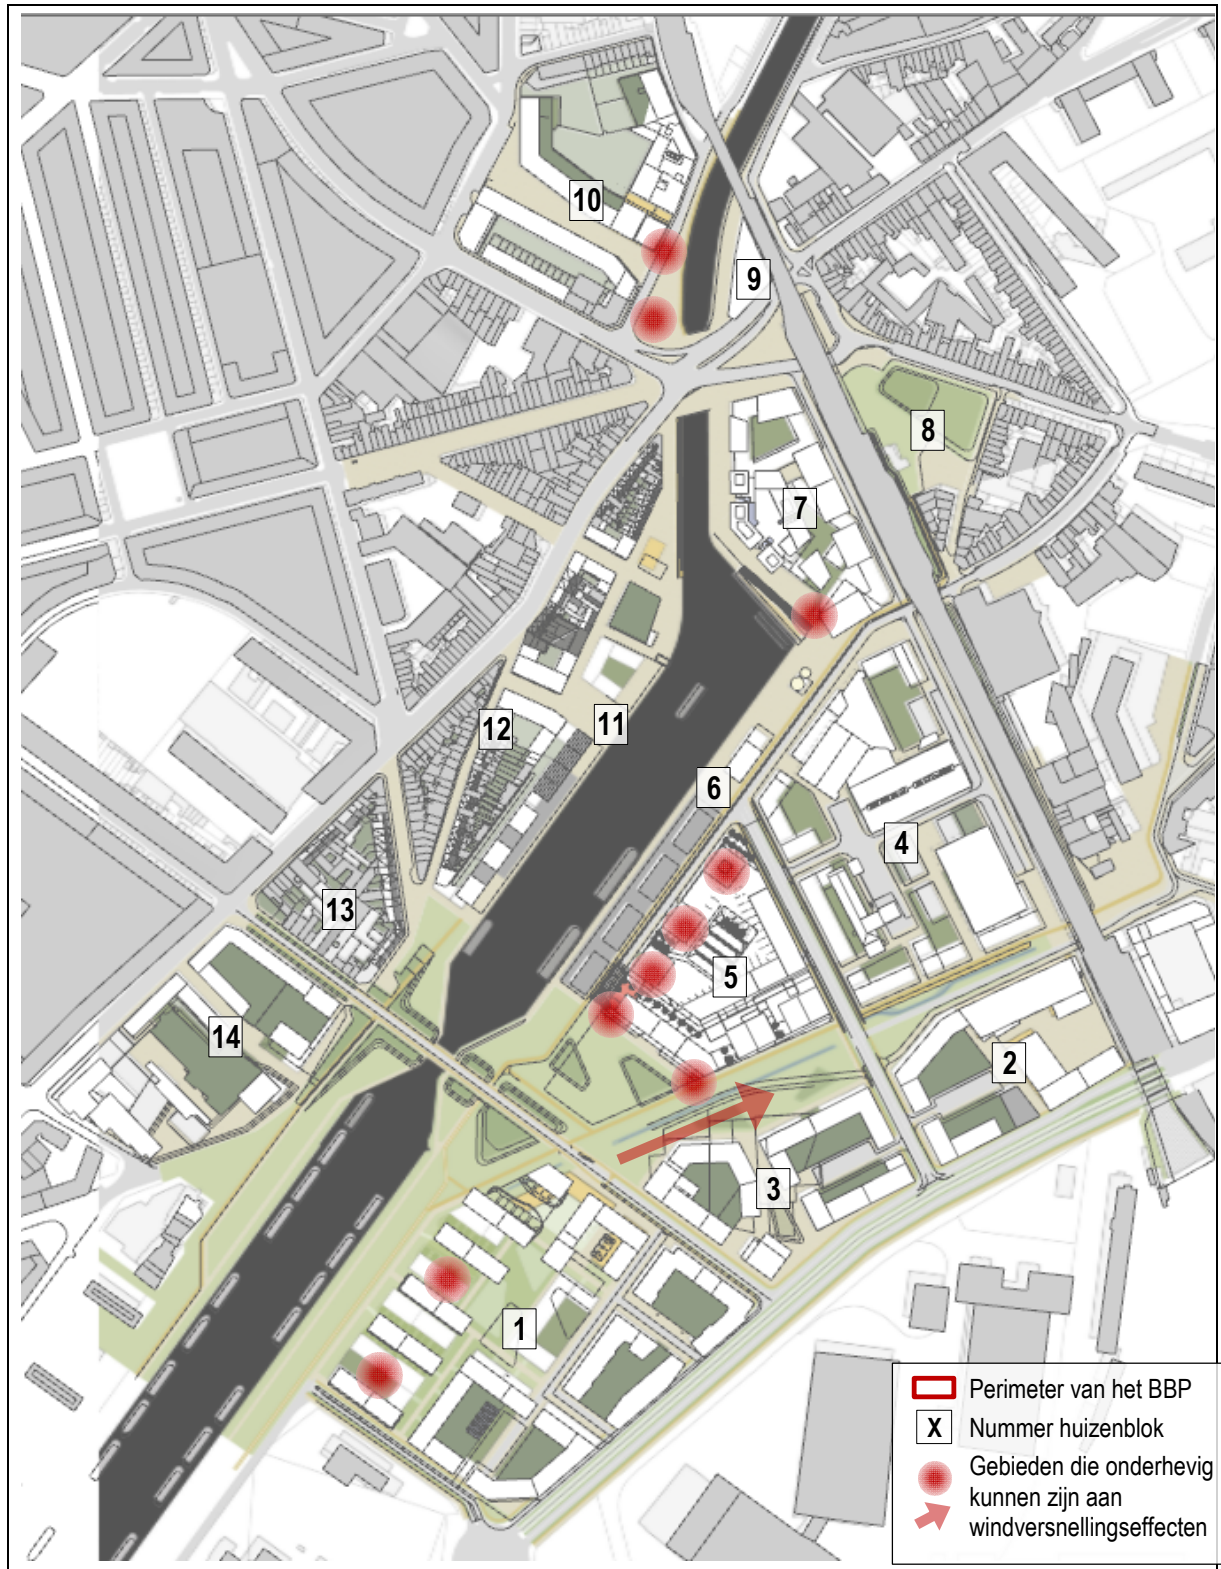 10
9
8
7
11
12
6
4
13
5
14
2
3
1
Perimeter van het BBP
X Nummer huizenblok
Gebieden die onderhevig
kunnen zijn aan
windversnellingseffecten